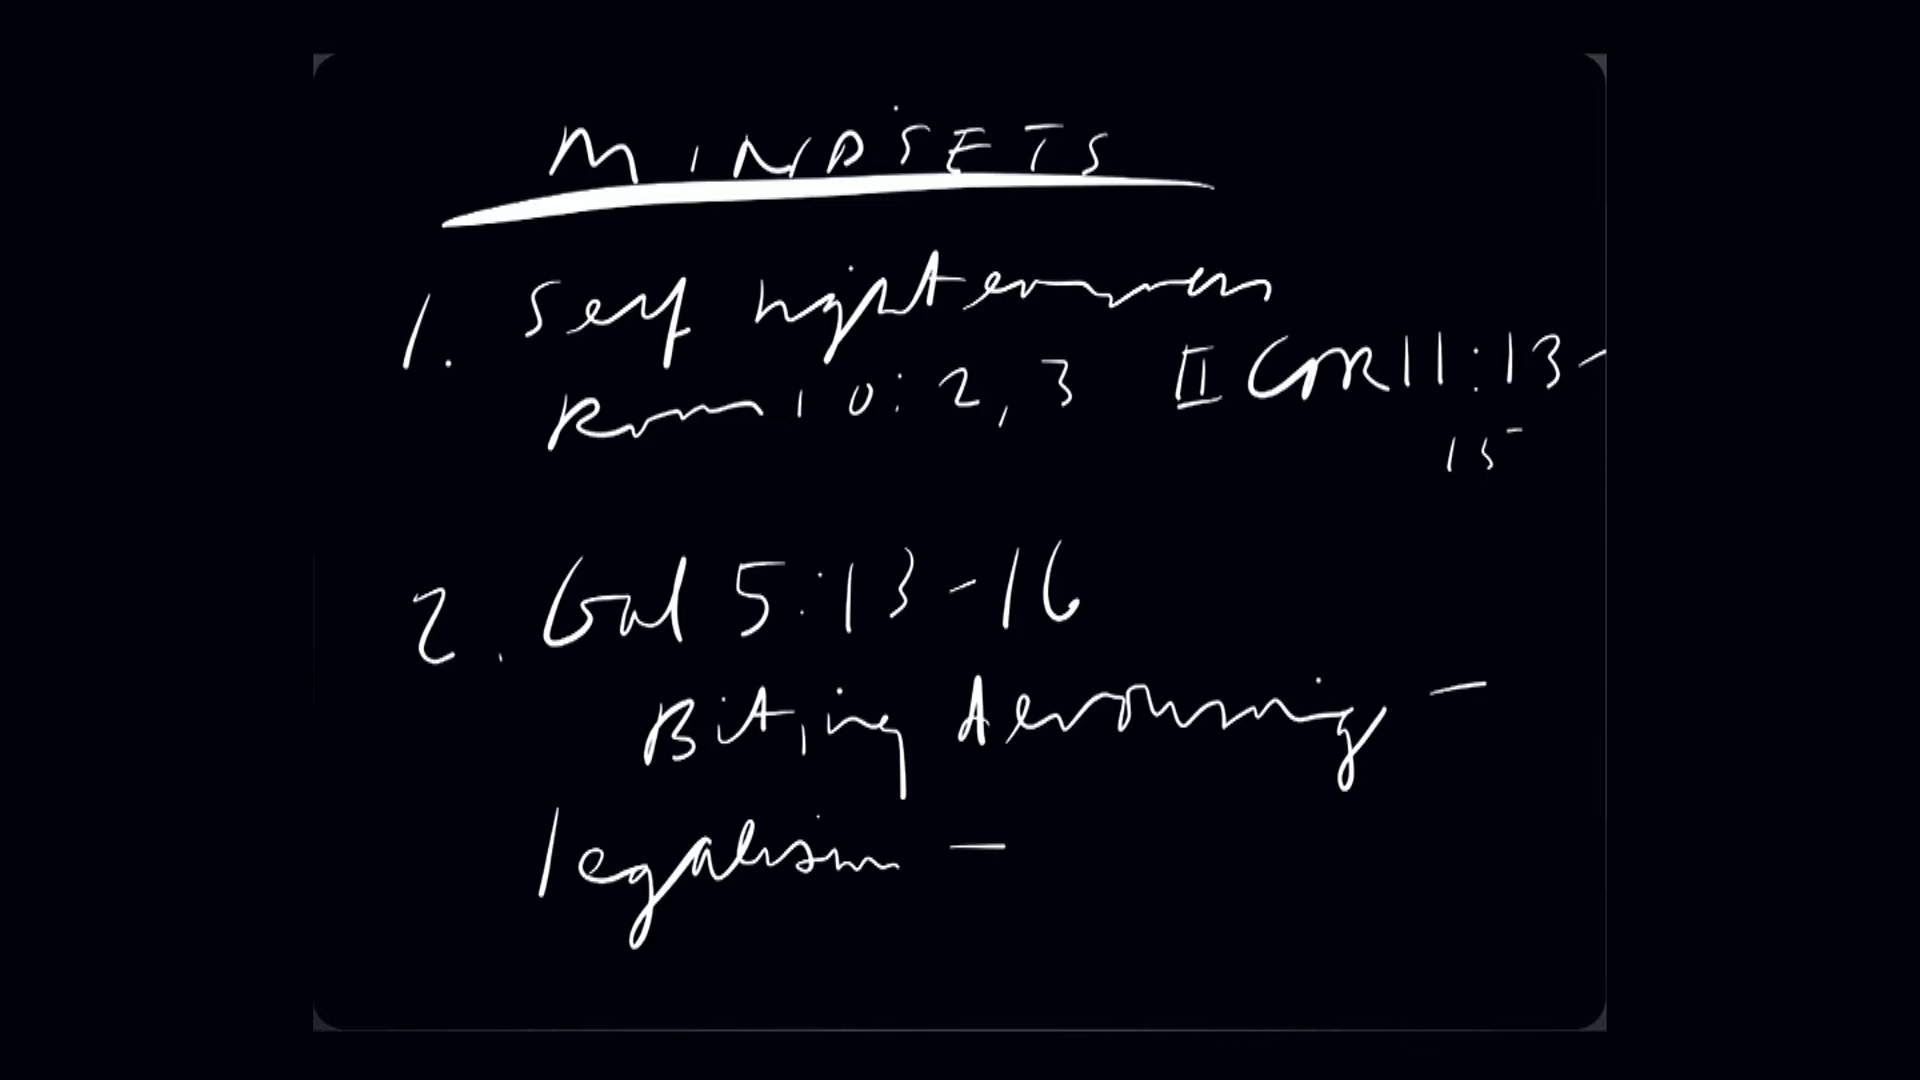 MINDSETS
1. Self righteousness
Rom 10:2,3 II COR 11:13-
15
2. Gal 5:13-16
Biting devouring -
legalism -